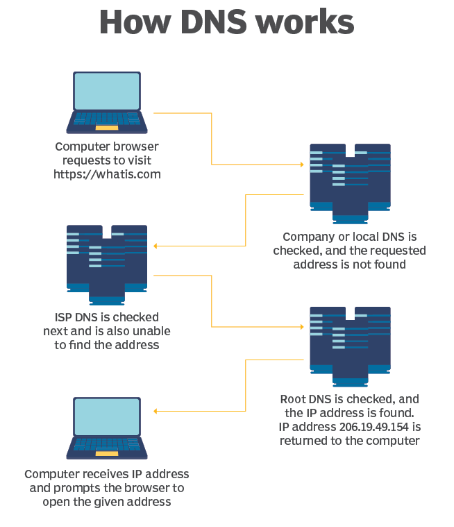 How DNS works
Computer browser
requests to visit
https://whatis.com
Company or local DNS is
checked, and the requested
address is not found
ISP DNS is checked
next and is also unable
to find the address
Root DNS is checked, and
the IP address is found.
IP address 206.19.49.154 is
returned to the computer
Computer receives IP address
and prompts the browser to
open the given address